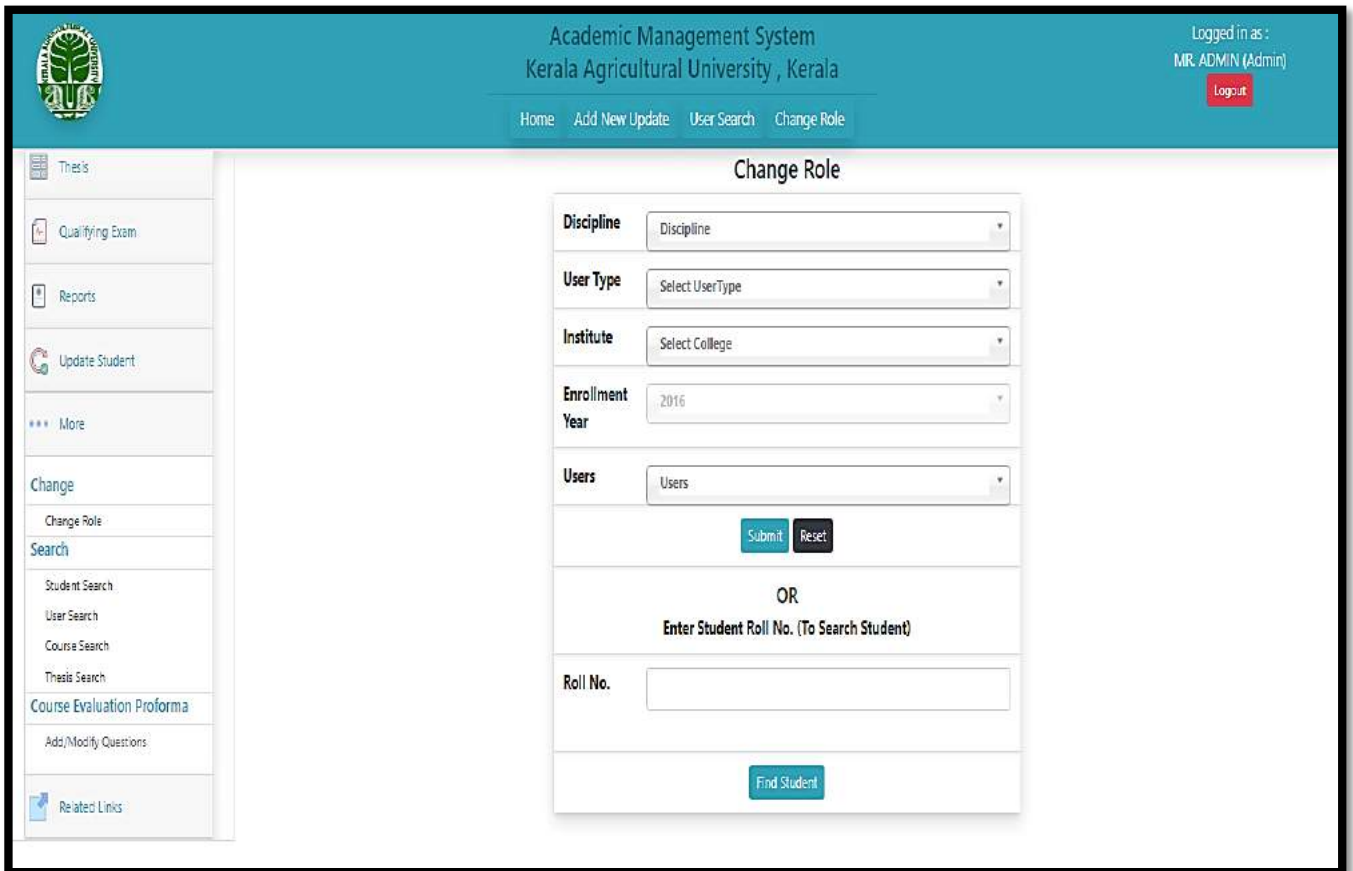 Academic Management System
Kerala Agricultural University , Kerala
Home Add New Update User Search Change Role
Logged in as :
MR. ADMIN (Admin)
Logout
Thesis
Qualifying Exam
Reports
Update Student
More
Change
Change Role
Search
Student Search
User Search
Course Search
Thesis Search
Course Evaluation Proforma
Add/Modify Questions
Related Links
Change Role
Discipline Discipline
User Type Select UserType
Institute Select College
Enrollment
Year 2016
Users Users
Submit Reset
OR
Enter Student Roll No. (To Search Student)
Roll No.
Find Student